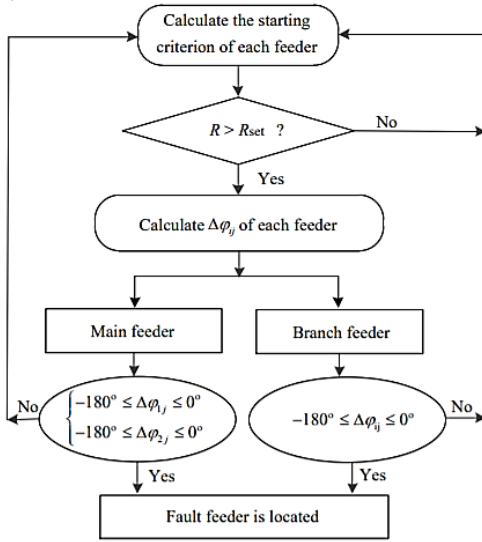 Calculate the starting
criterion of each feeder
R > Rset ?
No
Yes
Calculate Δφij of each feeder
Main feeder
Branch feeder
No
−180° ≤ Δφ1j ≤ 0°
−180° ≤ Δφ2j ≤ 0°
−180° ≤ Δφij ≤ 0°
No
Yes
Yes
Fault feeder is located